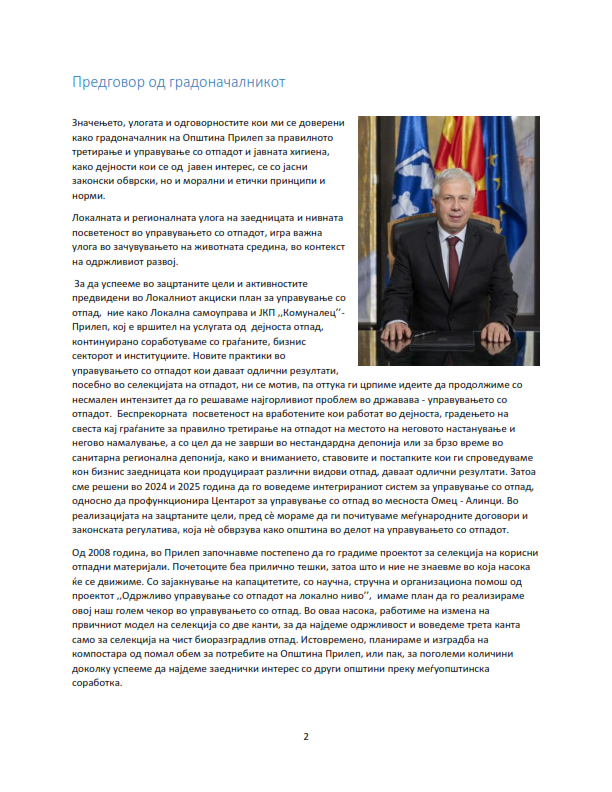 Предговор од градоначалникот
Значењето, улогата и одговорностите кои ми се доверени
како градоначалник на Општина Прилеп за правилното
третирање и управување со отпадот и јавната хигиена,
како дејности кои се од  јавен интерес, се со јасни
законски обврски, но и морални и етички принципи и
норми.
Локалната и регионалната улога на заедницата и нивната
посветеност во управувањето со отпадот, игра важна
улога во зачувувањето на животната средина, во контекст
на одржливиот развој.
За да успееме во зацртаните цели и активностите
предвидени во Локалниот акциски план за управување со
отпад,  ние како Локална самоуправа и ЈКП ,,Комуналец‘‘-
Прилеп, кој е вршител на услугата од  дејноста отпад,
континуирано соработуваме со граѓаните, бизнис
секторот и институциите. Новите практики во
управувањето со отпадот кои даваат одлични резултати,
посебно во селекцијата на отпадот, ни се мотив, па оттука ги црпиме идеите да продолжиме со
несмален интензитет да го решаваме најгорливиот проблем во државава - управувањето со
отпадот.  Беспрекорната  посветеност на вработените кои работат во дејноста, градењето на
свеста кај граѓаните за правилно третирање на отпадот на местото на неговото настанување и
негово намалување, а со цел да не заврши во нестандардна депонија или за брзо време во
санитарна регионална депонија, како и вниманието, ставовите и постапките кои ги спроведуваме
кон бизнис заедницата кои продуцираат различни видови отпад, даваат одлични резултати. Затоа
сме решени во 2024 и 2025 година да го воведеме интегрираниот систем за управување со отпад,
односно да профункционира Центарот за управување со отпад во месноста Омец - Алинци. Во
реализацијата на зацртаните цели, пред сѐ мораме да ги почитуваме меѓународните договори и
законската регулатива, која нѐ обврзува како општина во делот на управувањето со отпадот.
Од 2008 година, во Прилеп започнавме постепено да го градиме проектот за селекција на корисни
отпадни материјали. Почетоците беа прилично тешки, затоа што и ние не знаевме во која насока
ќе се движиме. Со зајакнување на капацитетите, со научна, стручна и организациона помош од
проектот ,,Одржливо управување со отпадот на локално ниво‘‘,  имаме план да го реализираме
овој наш голем чекор во управувањето со отпад. Во оваа насока, работиме на измена на
првичниот модел на селекција со две канти, за да најдеме одржливост и воведеме трета канта
само за селекција на чист биоразградлив отпад. Истовремено, планираме и изградба на
компостара од помал обем за потребите на Општина Прилеп, или пак, за поголеми количини
доколку успееме да најдеме заеднички интерес со други општини преку меѓуопштинска
соработка.
2